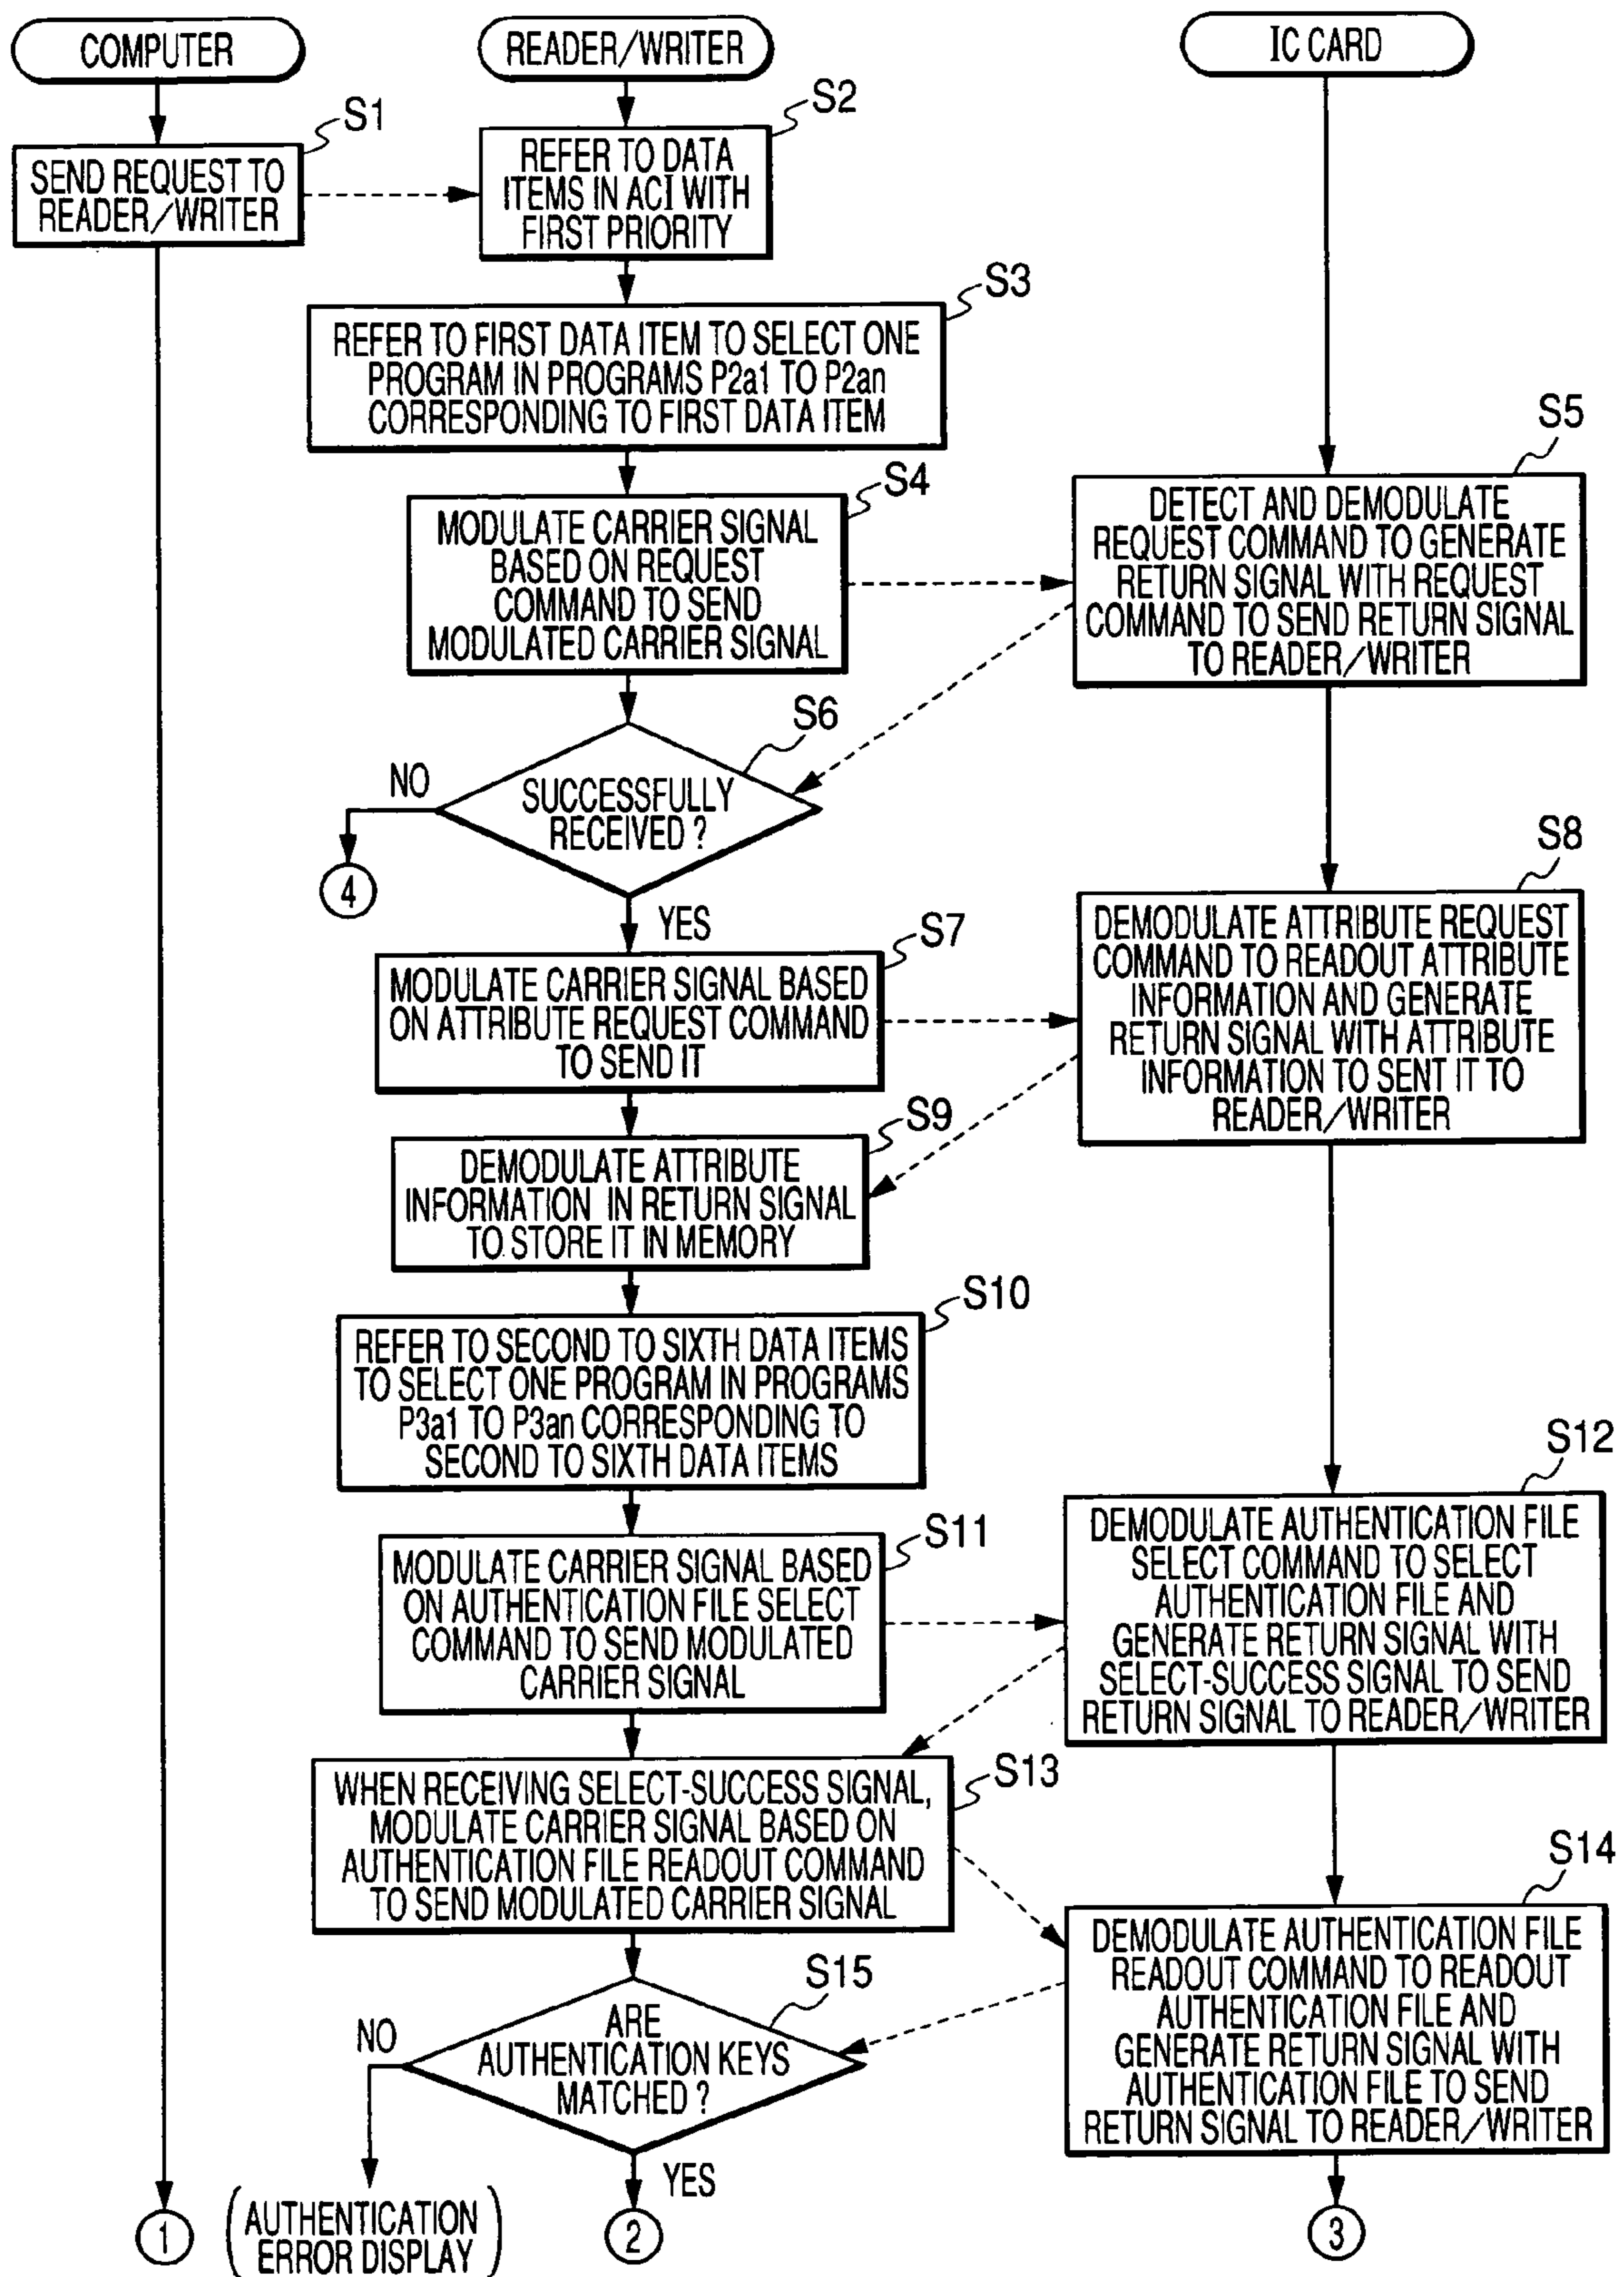 COMPUTER
READER/WRITER
IC CARD
S1
SEND REQUEST TO
READER/WRITER
S2
REFER TO DATA
ITEMS IN ACI WITH
FIRST PRIORITY
S3
REFER TO FIRST DATA ITEM TO SELECT ONE
PROGRAM IN PROGRAMS P2a1 TO P2an
CORRESPONDING TO FIRST DATA ITEM
S4
MODULATE CARRIER SIGNAL
BASED ON REQUEST
COMMAND TO SEND
MODULATED CARRIER SIGNAL
S5
DETECT AND DEMODULATE
REQUEST COMMAND TO GENERATE
RETURN SIGNAL WITH REQUEST
COMMAND TO SEND RETURN SIGNAL
TO READER/WRITER
S6
SUCCESSFULLY
RECEIVED ?
NO
4
YES
S7
MODULATE CARRIER SIGNAL BASED
ON ATTRIBUTE REQUEST COMMAND
TO SEND IT
S8
DEMODULATE ATTRIBUTE REQUEST
COMMAND TO READOUT ATTRIBUTE
INFORMATION AND GENERATE
RETURN SIGNAL WITH ATTRIBUTE
INFORMATION TO SENT IT TO
READER/WRITER
S9
DEMODULATE ATTRIBUTE
INFORMATION IN RETURN SIGNAL
TO STORE IT IN MEMORY
S10
REFER TO SECOND TO SIXTH DATA ITEMS
TO SELECT ONE PROGRAM IN PROGRAMS
P3a1 TO P3an CORRESPONDING TO
SECOND TO SIXTH DATA ITEMS
S11
MODULATE CARRIER SIGNAL BASED
ON AUTHENTICATION FILE SELECT
COMMAND TO SEND MODULATED
CARRIER SIGNAL
S12
DEMODULATE AUTHENTICATION FILE
SELECT COMMAND TO SELECT
AUTHENTICATION FILE AND
GENERATE RETURN SIGNAL WITH
SELECT-SUCCESS SIGNAL TO SEND
RETURN SIGNAL TO READER/WRITER
S13
WHEN RECEIVING SELECT-SUCCESS SIGNAL,
MODULATE CARRIER SIGNAL BASED ON
AUTHENTICATION FILE READOUT COMMAND
TO SEND MODULATED CARRIER SIGNAL
S14
DEMODULATE AUTHENTICATION FILE
READOUT COMMAND TO READOUT
AUTHENTICATION FILE AND
GENERATE RETURN SIGNAL WITH
AUTHENTICATION FILE TO SEND
RETURN SIGNAL TO READER/WRITER
S15
ARE
AUTHENTICATION KEYS
MATCHED ?
NO
YES
1
(AUTHENTICATION
ERROR DISPLAY)
2
3